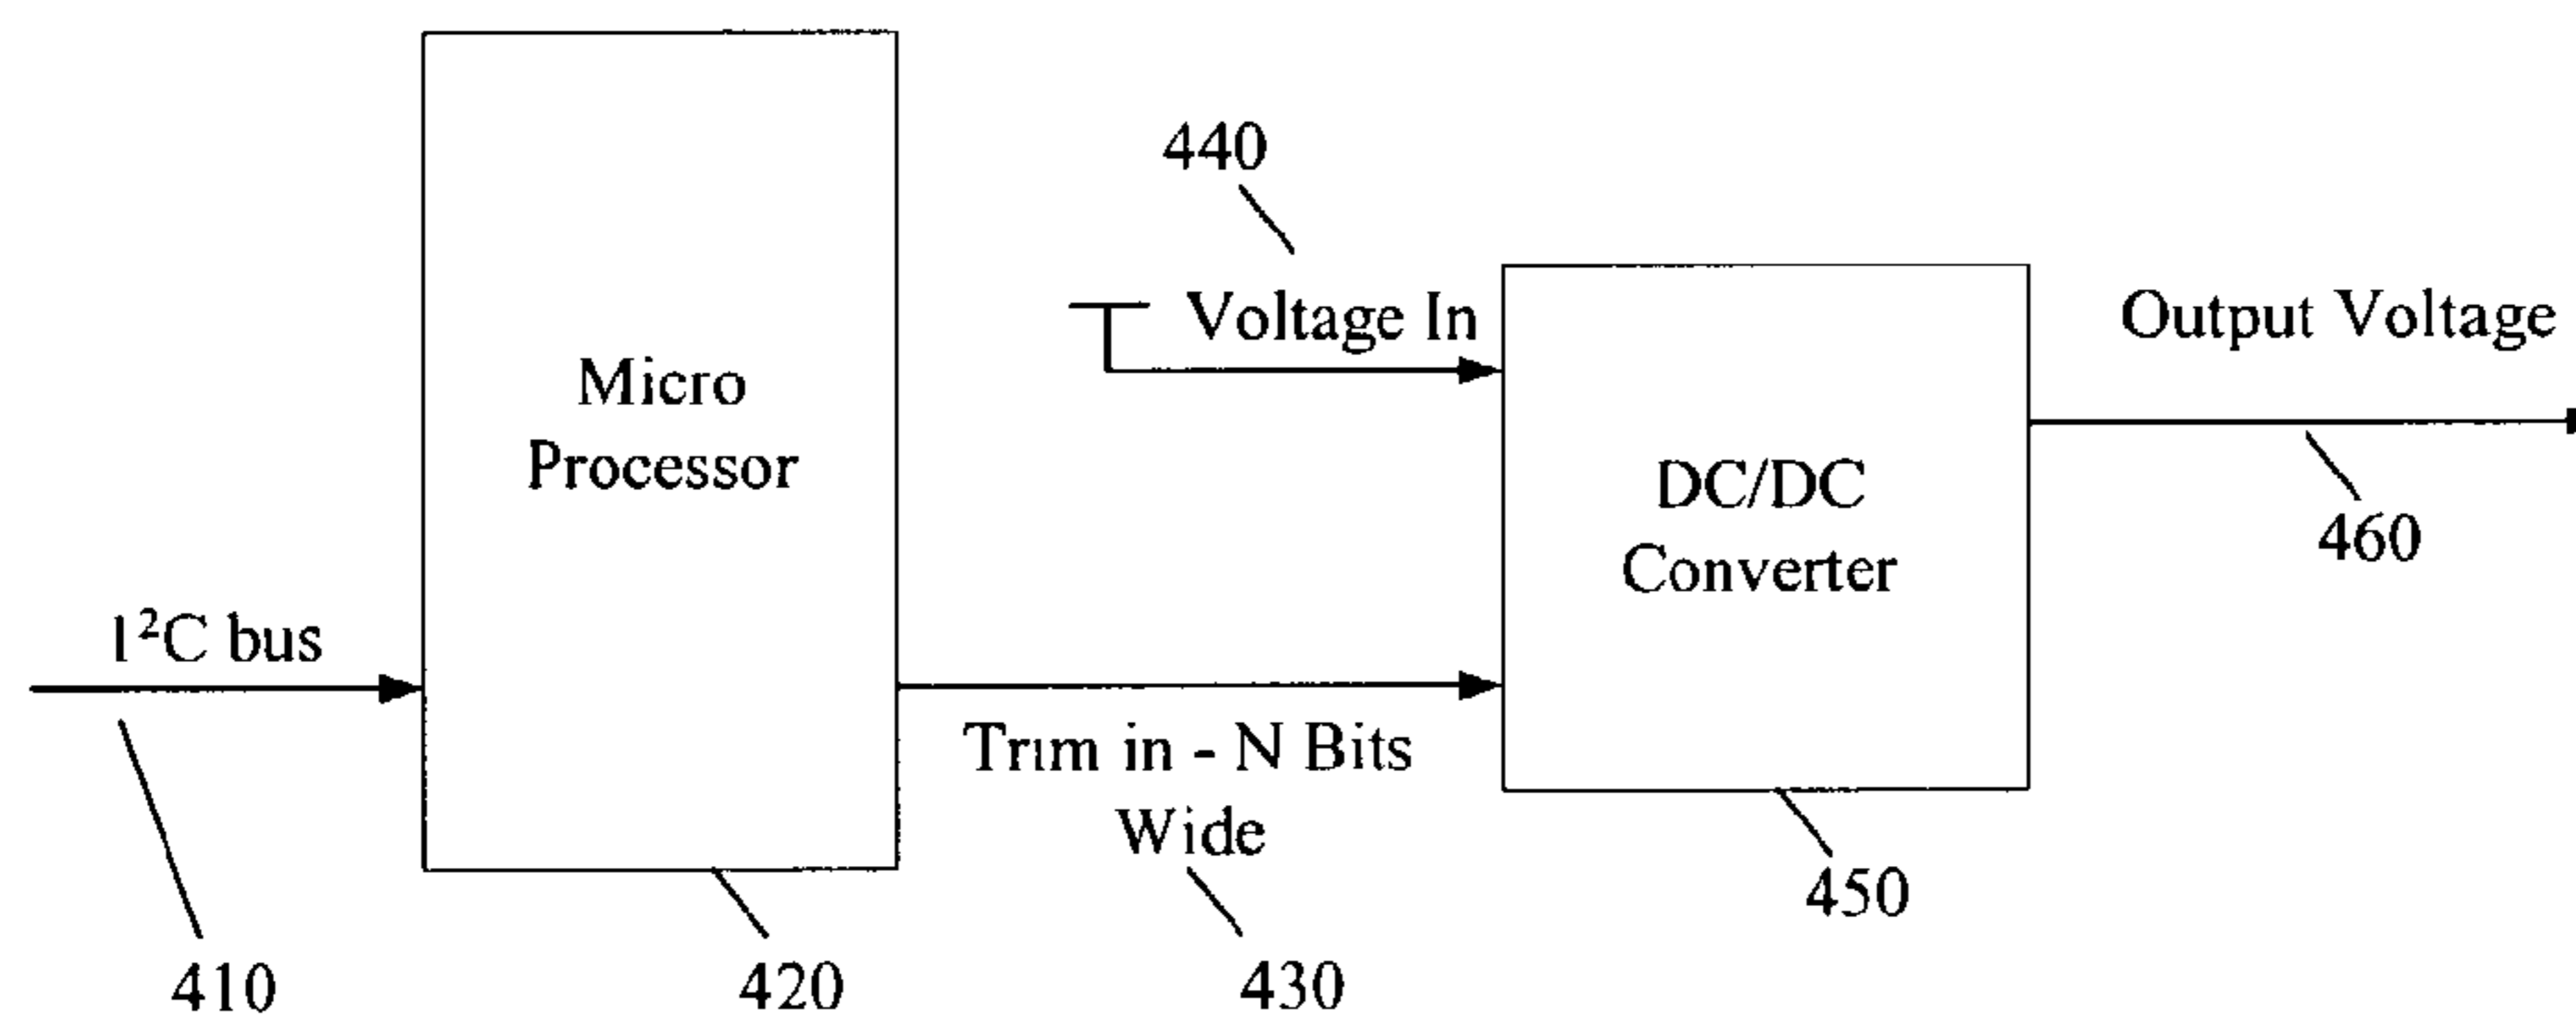 440
Voltage In
Output Voltage
Micro
Processor
DC/DC
Converter
460
I²C bus
Trim in - N Bits
Wide
450
410
420
430